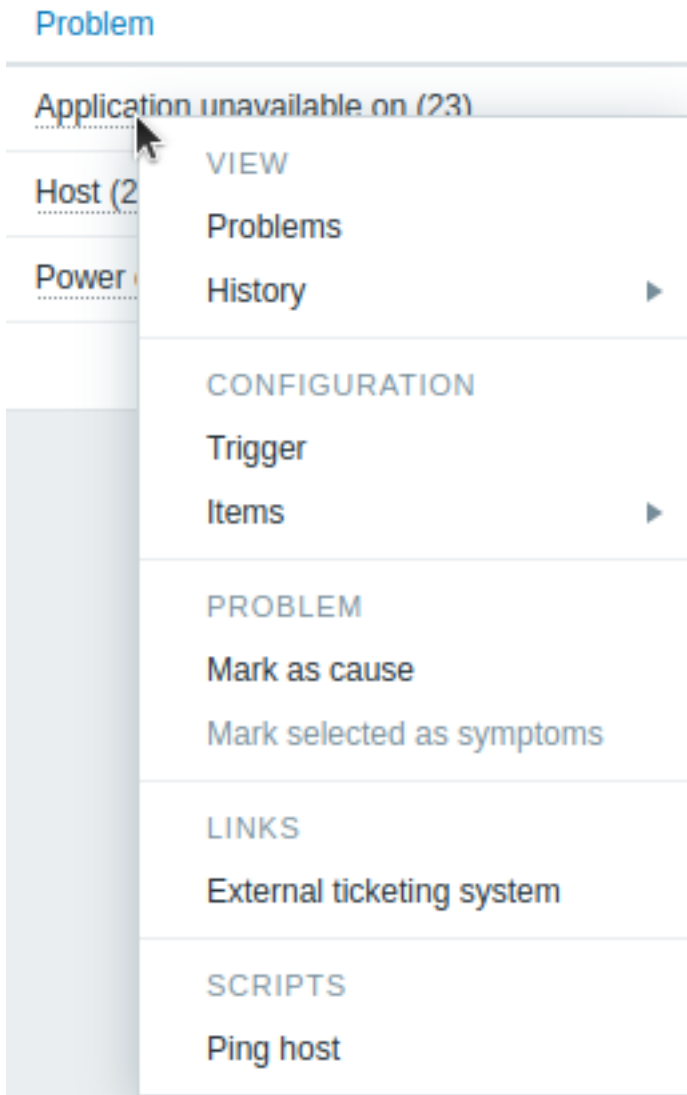 Problem
Application unavailable on (23)
Host (2
Power
VIEW
Problems
History
CONFIGURATION
Trigger
Items
PROBLEM
Mark as cause
Mark selected as symptoms
LINKS
External ticketing system
SCRIPTS
Ping host